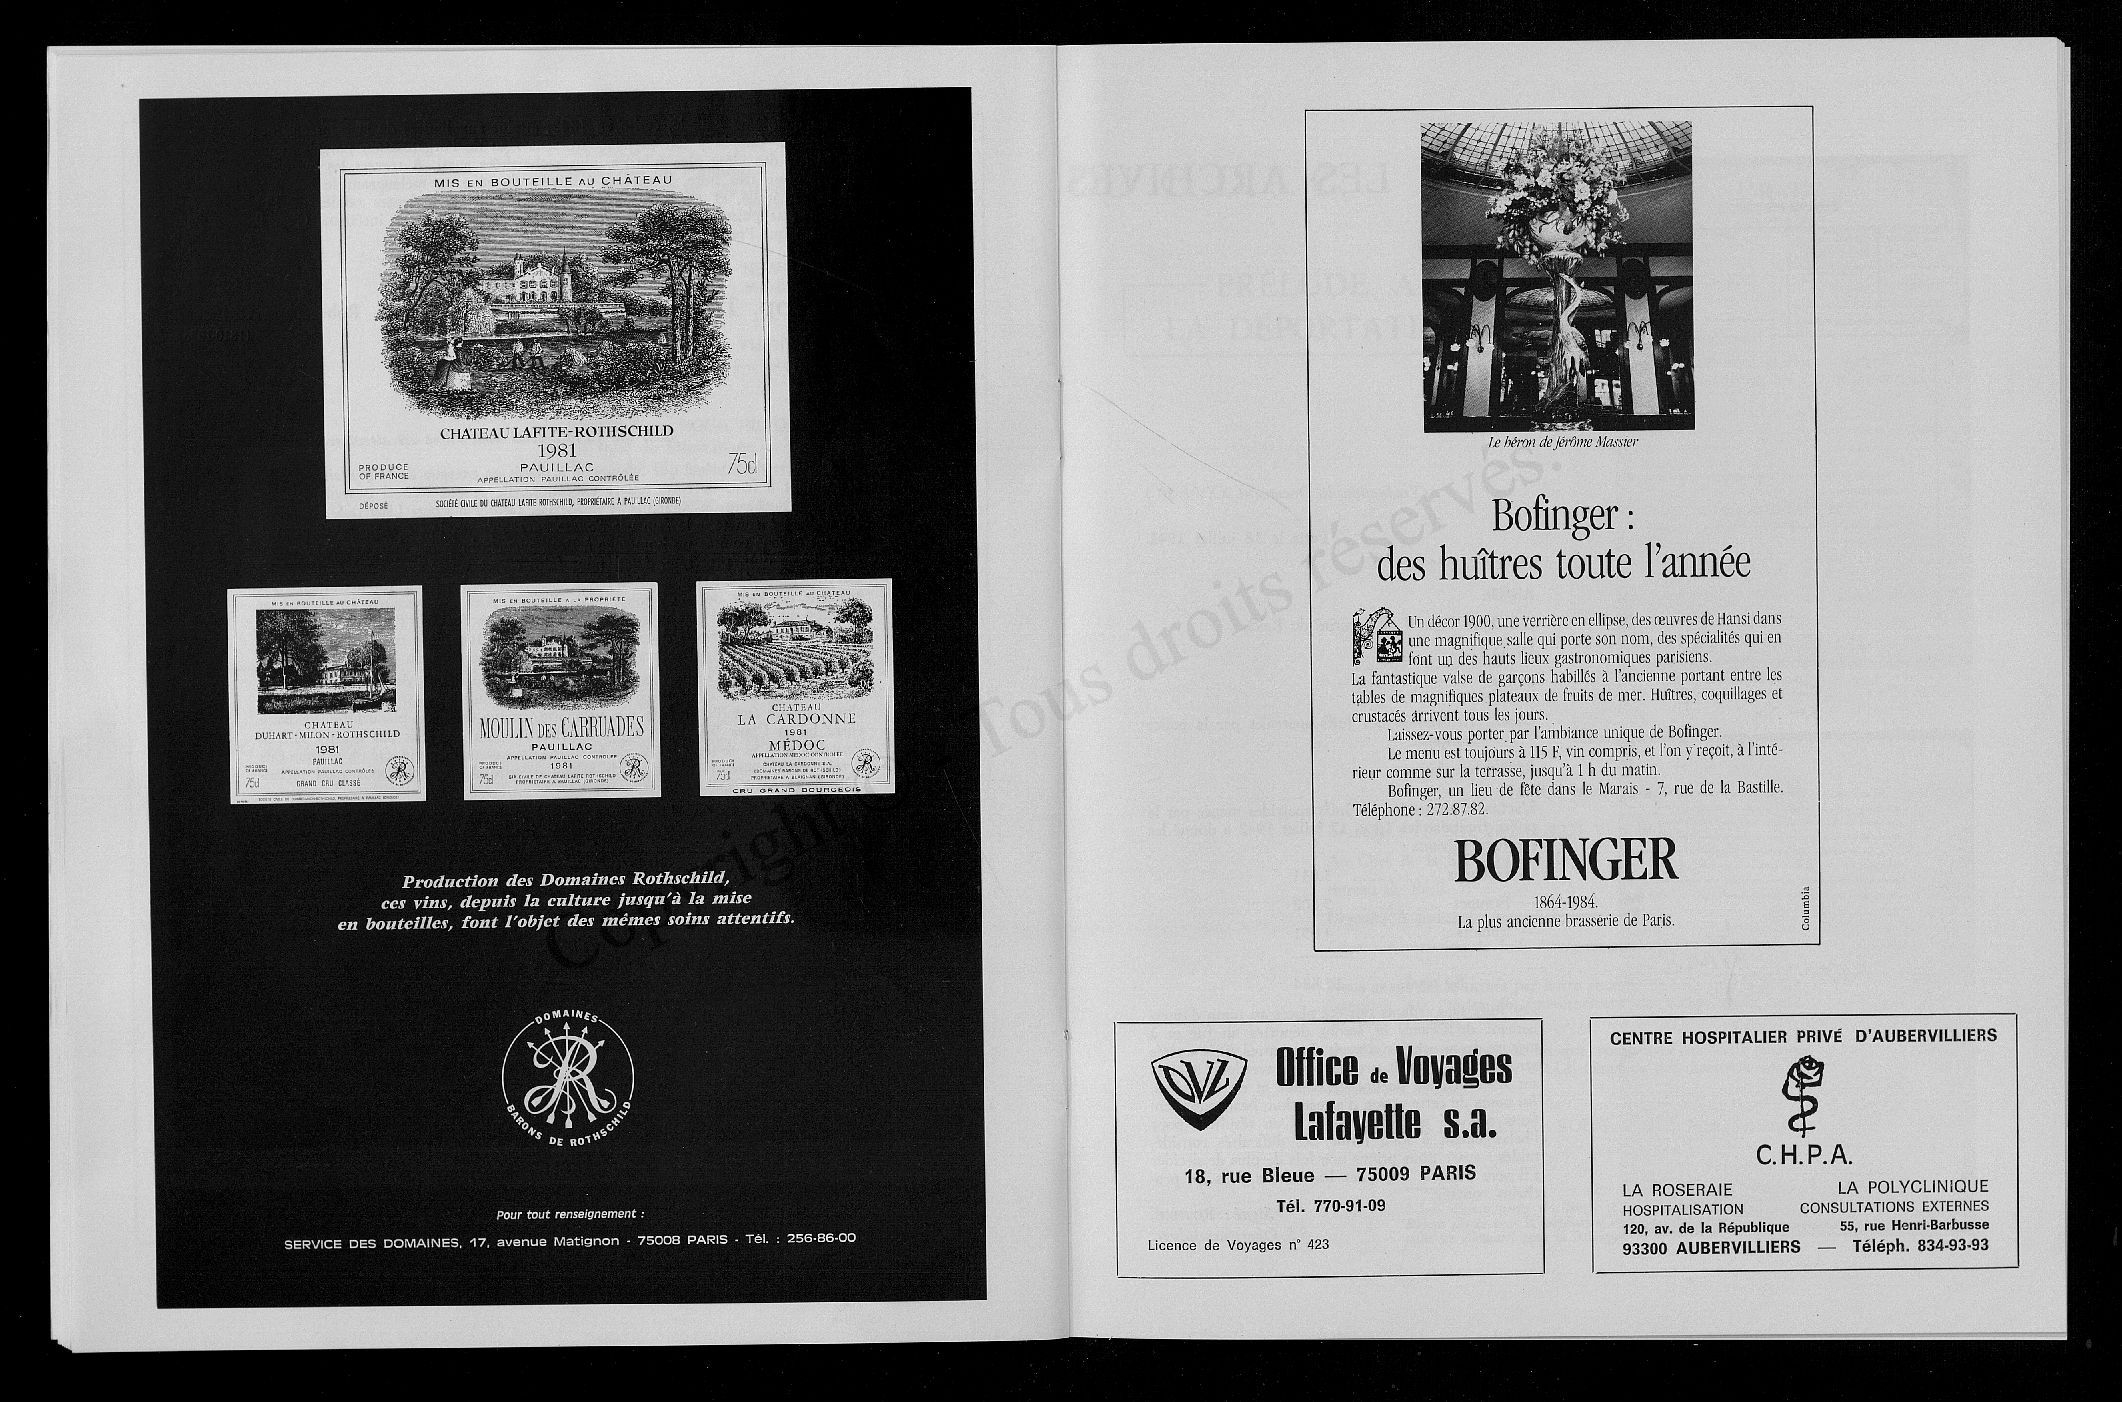 MIS EN BOUTEILLE AU CHÂTEAU
CHATEAU LAFITE-ROTHSCHILD
1981
PAUILLAC
APPELLATION PAUILLAC CONTRÔLÉE
PRODUCE
OF FRANCE
75cl
DÉPOSÉ
SOCIÉTÉ CIVILE DU CHATEAU LAFITE ROTHSCHILD, PROPRIÉTAIRE A PAUILLAC (GIRONDE)
MIS EN BOUTEILLE AU CHÂTEAU
CHATEAU
DUHART-MILON-ROTHSCHILD
1981
PAUILLAC
APPELLATION PAUILLAC CONTRÔLÉE
75cl
GRAND CRU CLASSÉ
MIS EN BOUTEILLE A LA PROPRIÉTÉ
MOULIN DES CARRUADES
PAUILLAC
APPELLATION PAUILLAC CONTROLÉE
1981
75cl
MIS EN BOUTEILLE AU CHATEAU
CHATEAU
LA CARDONNE
1981
MÉDOC
APPELLATION MÉDOC CONTROLÉE
75cl
CRU GRAND BOURGEOIS
Production des Domaines Rothschild,
ces vins, depuis la culture jusqu'à la mise
en bouteilles, font l'objet des mêmes soins attentifs.
DOMAINES
BARONS DE ROTHSCHILD
Pour tout renseignement :
SERVICE DES DOMAINES, 17, avenue Matignon - 75008 PARIS - Tél. : 256-86-00
Le héron de Jérôme Massier
Bofinger :
des huîtres toute l'année
Un décor 1900, une verrière en ellipse, des œuvres de Hansi dans
une magnifique salle qui porte son nom, des spécialités qui en
font un des hauts lieux gastronomiques parisiens.
La fantastique valse de garçons habillés à l'ancienne portant entre les
tables de magnifiques plateaux de fruits de mer. Huîtres, coquillages et
crustacés arrivent tous les jours.
Laissez-vous porter par l'ambiance unique de Bofinger.
Le menu est toujours à 115 F, vin compris, et l'on y reçoit, à l'inté-
rieur comme sur la terrasse, jusqu'à 1 h du matin.
Bofinger, un lieu de fête dans le Marais - 7, rue de la Bastille.
Téléphone : 272.87.82.
BOFINGER
1864-1984.
La plus ancienne brasserie de Paris.
Columbia
OVL
Office de Voyages
Lafayette s.a.
18, rue Bleue — 75009 PARIS
Tél. 770-91-09
Licence de Voyages n° 423
CENTRE HOSPITALIER PRIVÉ D'AUBERVILLIERS
C.H.P.A.
LA ROSERAIE
HOSPITALISATION
120, av. de la République
LA POLYCLINIQUE
CONSULTATIONS EXTERNES
55, rue Henri-Barbusse
93300 AUBERVILLIERS — Téléph. 834-93-93
Copyright Tous droits réservés.